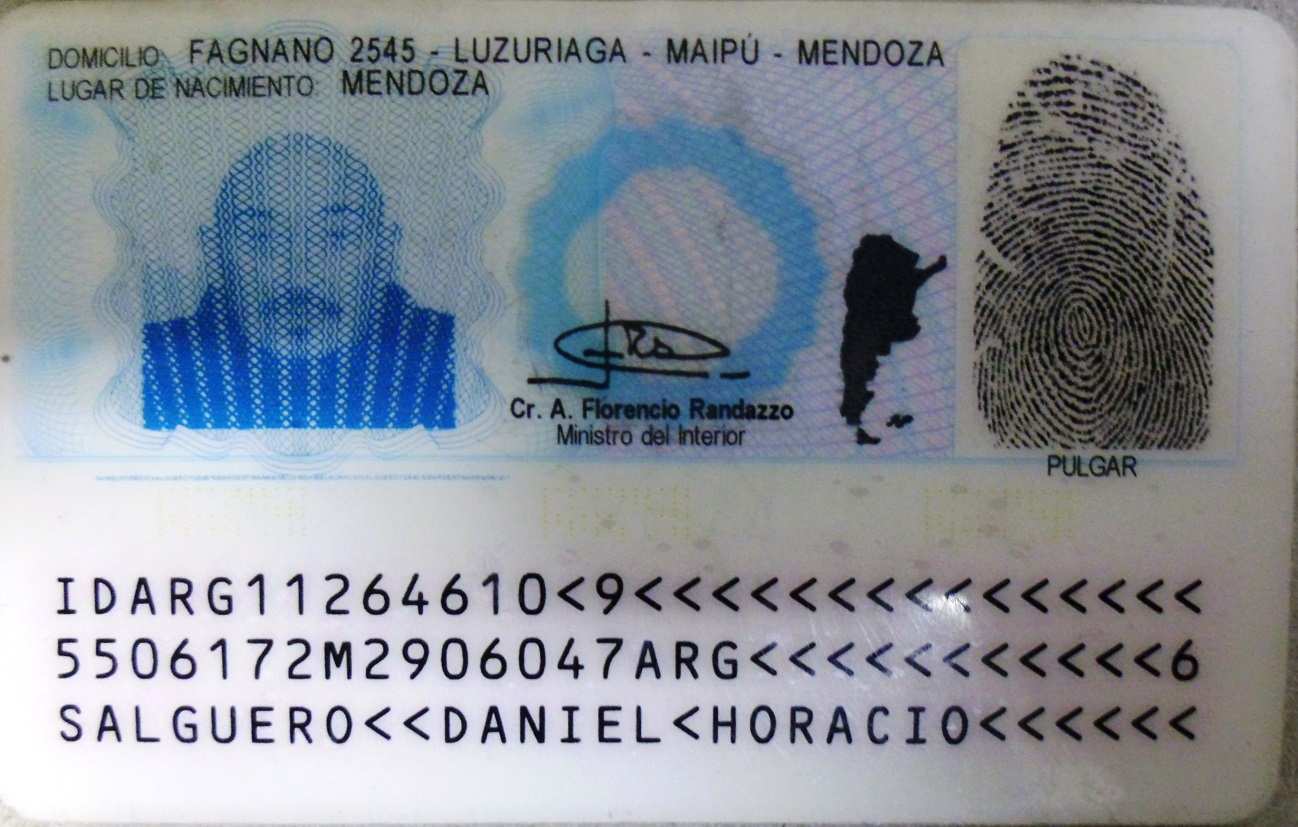 DOMICILIO: FAGNANO 2545 - LUZURIAGA - MAIPÚ - MENDOZA
LUGAR DE NACIMIENTO: MENDOZA
Cr. A. Florencio Randazzo
Ministro del Interior
PULGAR
IDARG11264610<9<<<<<<<<<<<<<<<
5506172M2906047ARG<<<<<<<<<<<6
SALGUERO<<DANIEL<HORACIO<<<<<<